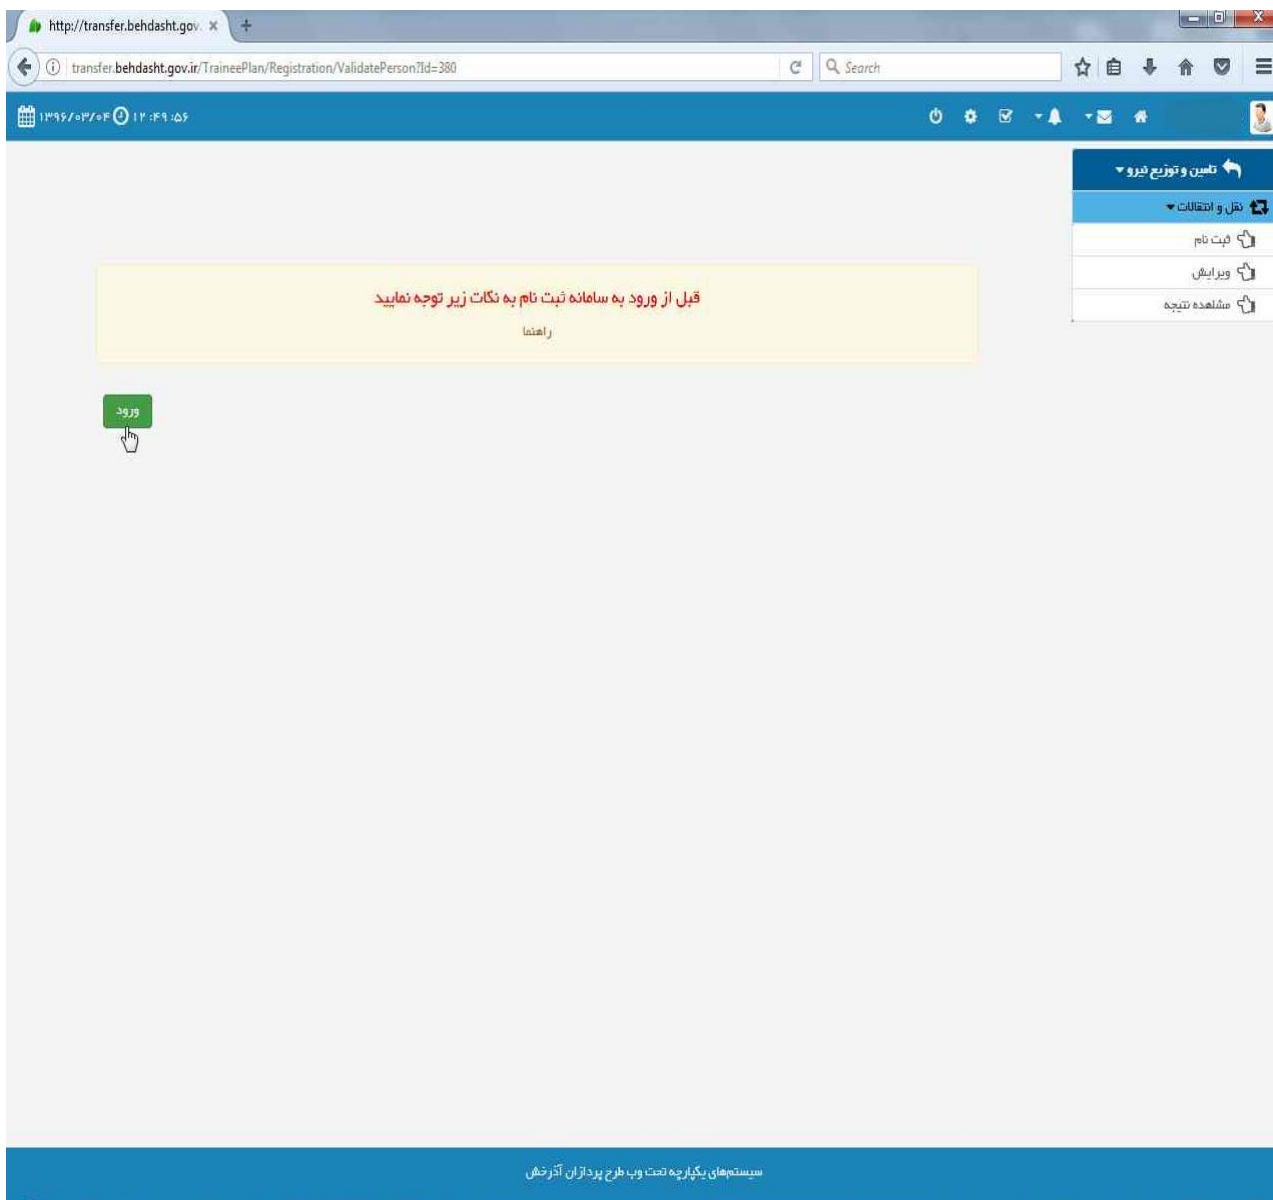 http://transfer.behdasht.gov.
transfer.behdasht.gov.ir/TraineePlan/Registration/ValidatePerson?Id=380
Search
۱۳۹۶/۰۳/۰۴ ۱۲:۴۹:۵۶
تامین و توزیع نیرو
نقل و انتقالات
ثبت نام
ویرایش
مشاهده نتیجه
قبل از ورود به سامانه ثبت نام به نکات زیر توجه نمایید
راهنما
ورود
سیستمهای یکپارچه تحت وب طرح پردازان آذرخش